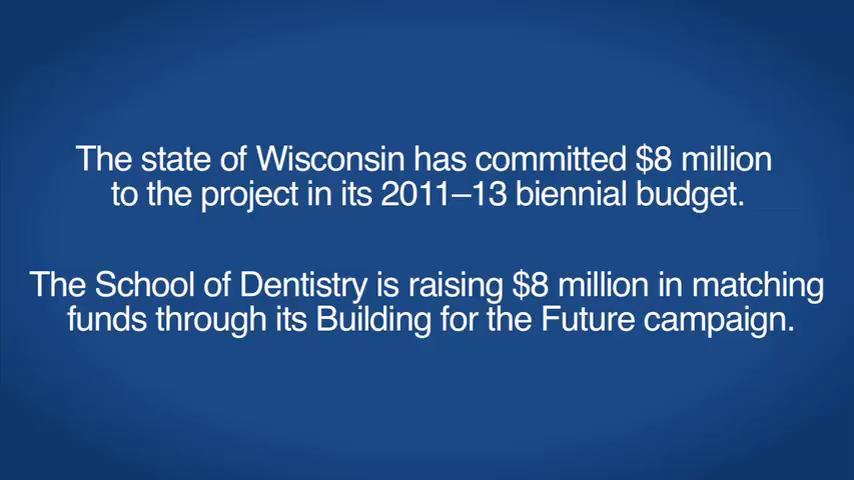 The state of Wisconsin has committed $8 million
to the project in its 2011–13 biennial budget.
The School of Dentistry is raising $8 million in matching
funds through its Building for the Future campaign.